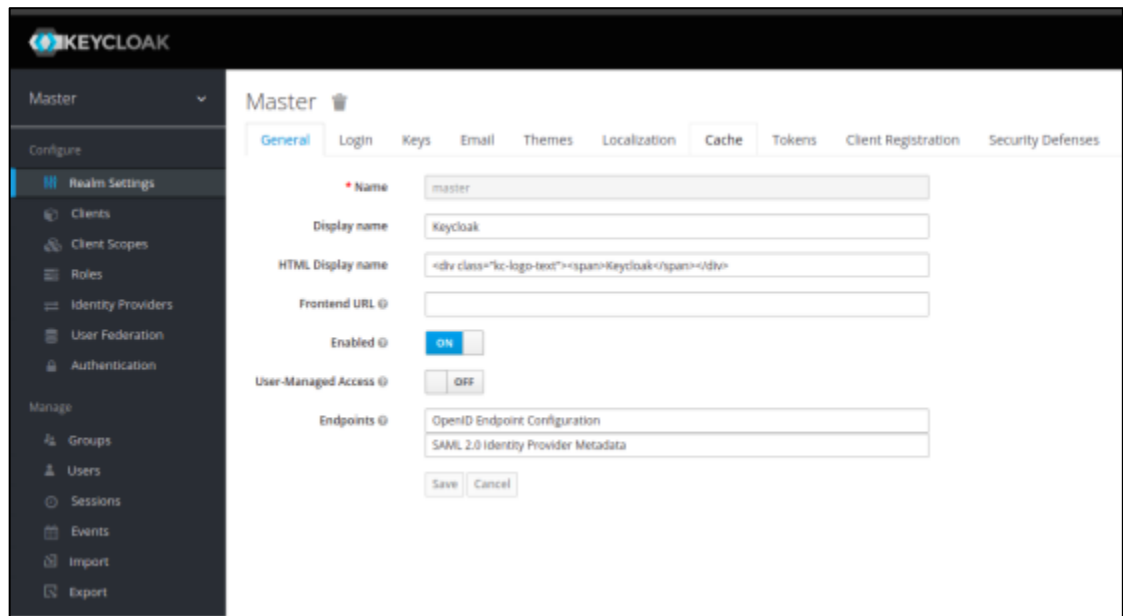 KEYCLOAK
Master
Configure
Realm Settings
Clients
Client Scopes
Roles
Identity Providers
User Federation
Authentication
Manage
Groups
Users
Sessions
Events
Import
Export
Master
General Login Keys Email Themes Localization Cache Tokens Client Registration Security Defenses
* Name master
Display name Keycloak
HTML Display name <div class="kc-logo-text"><span>Keycloak</span></div>
Frontend URL
Enabled ON
User-Managed Access OFF
Endpoints OpenID Endpoint Configuration
SAML 2.0 Identity Provider Metadata
Save Cancel